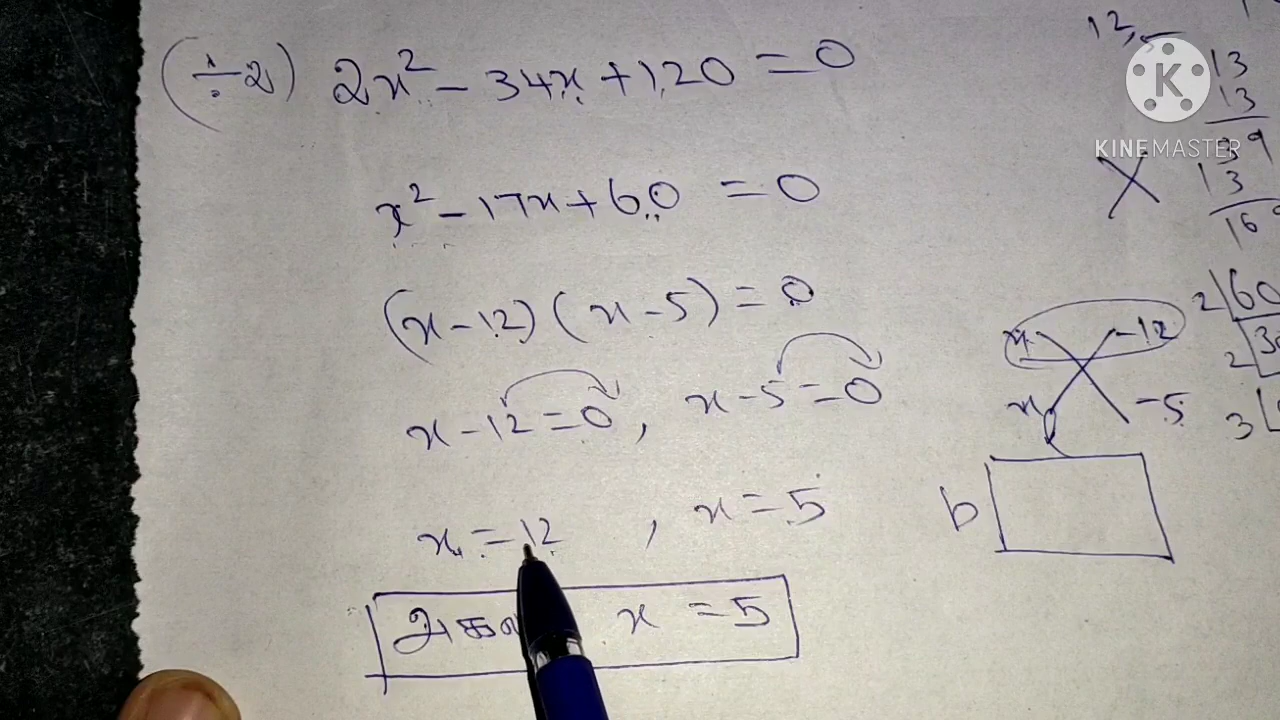 (÷2) 2x² - 34x + 120 = 0
x² - 17x + 60 = 0
(x - 12) (x - 5) = 0
x - 12 = 0, x - 5 = 0
x = 12, x = 5
x = 5
12,
13
13
39
13
169
KINEMASTER
x -12
x -5
b
2 60
2
3